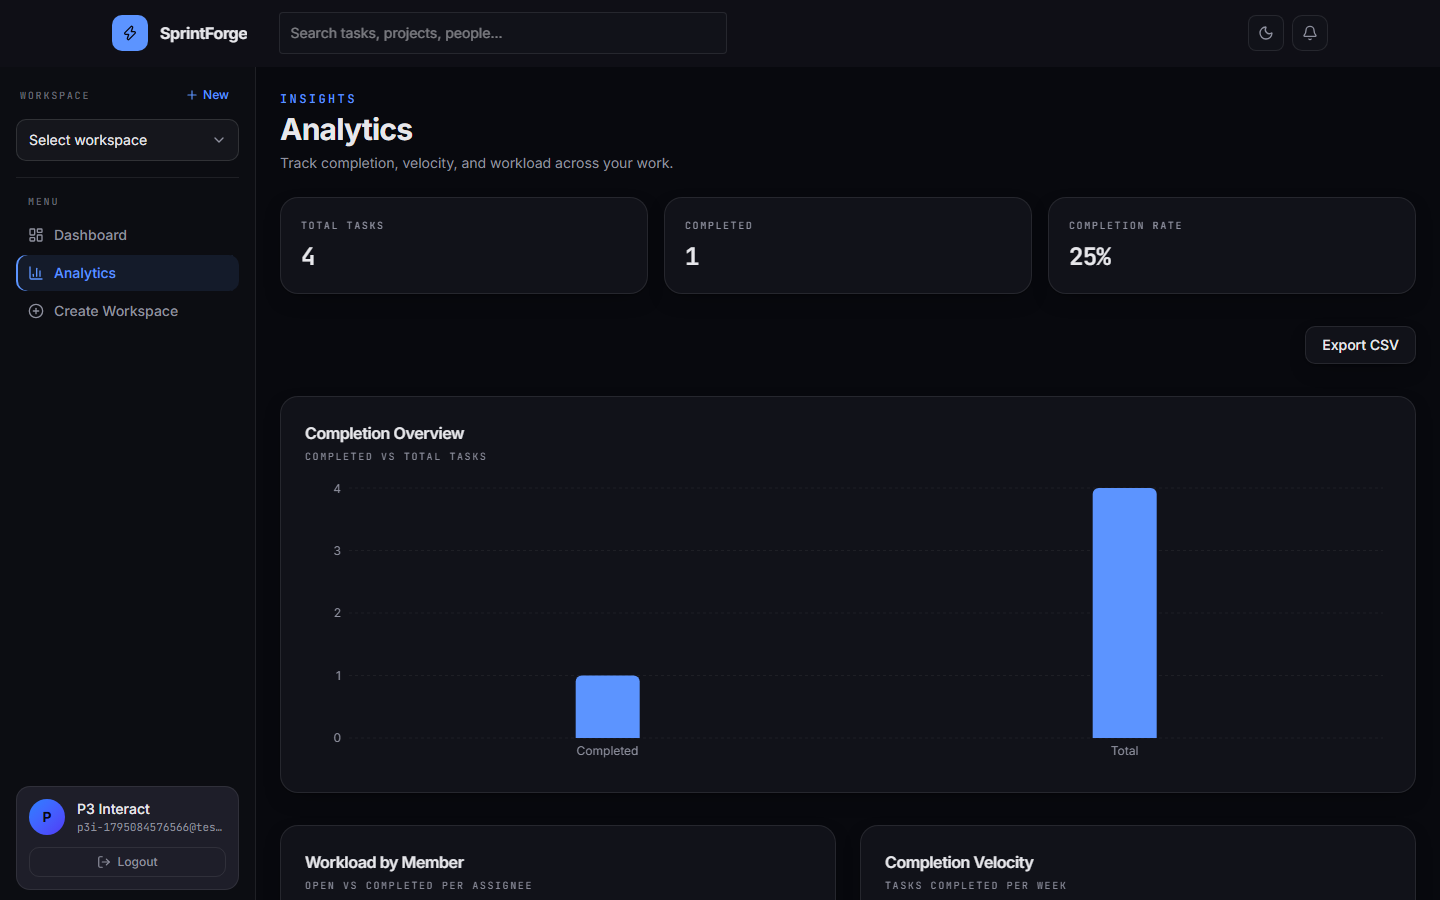 SprintForge
Search tasks, projects, people...
WORKSPACE
New
Select workspace
MENU
Dashboard
Analytics
Create Workspace
P
P3 Interact
p3i-1795084576566@tes…
Logout
INSIGHTS
Analytics
Track completion, velocity, and workload across your work.
TOTAL TASKS
4
COMPLETED
1
COMPLETION RATE
25%
Export CSV
Completion Overview
COMPLETED VS TOTAL TASKS
4
3
2
1
0
Completed
Total
Workload by Member
OPEN VS COMPLETED PER ASSIGNEE
Completion Velocity
TASKS COMPLETED PER WEEK